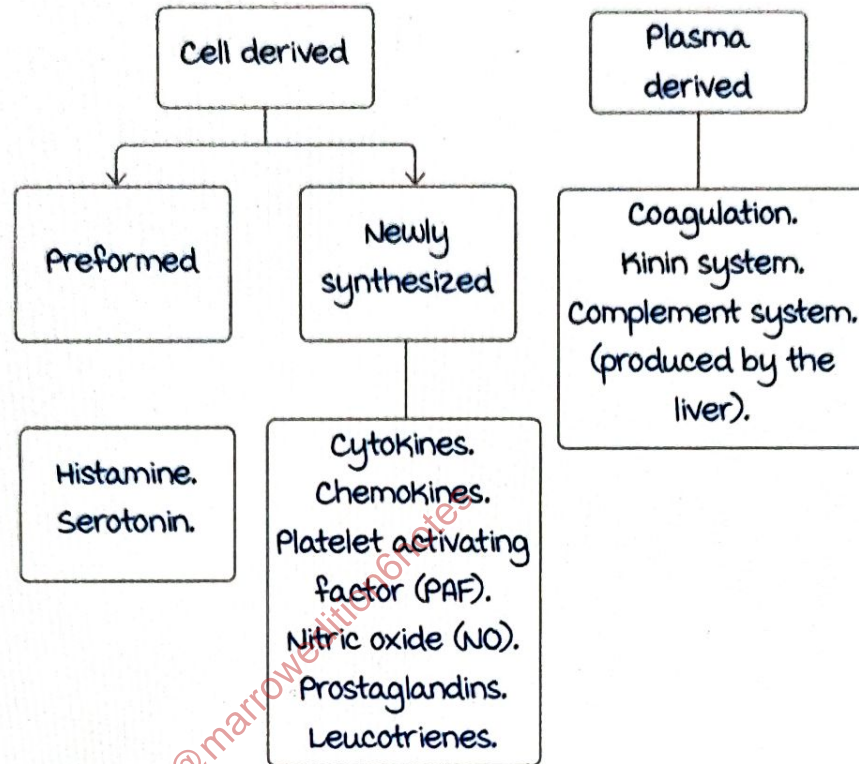 Cell derived
Plasma
derived
Preformed
Newly
synthesized
Coagulation.
Kinin system.
Complement system.
(produced by the
liver).
Histamine.
Serotonin.
Cytokines.
Chemokines.
Platelet activating
factor (PAF).
Nitric oxide (NO).
Prostaglandins.
Leucotrienes.
@marrowedition6notes